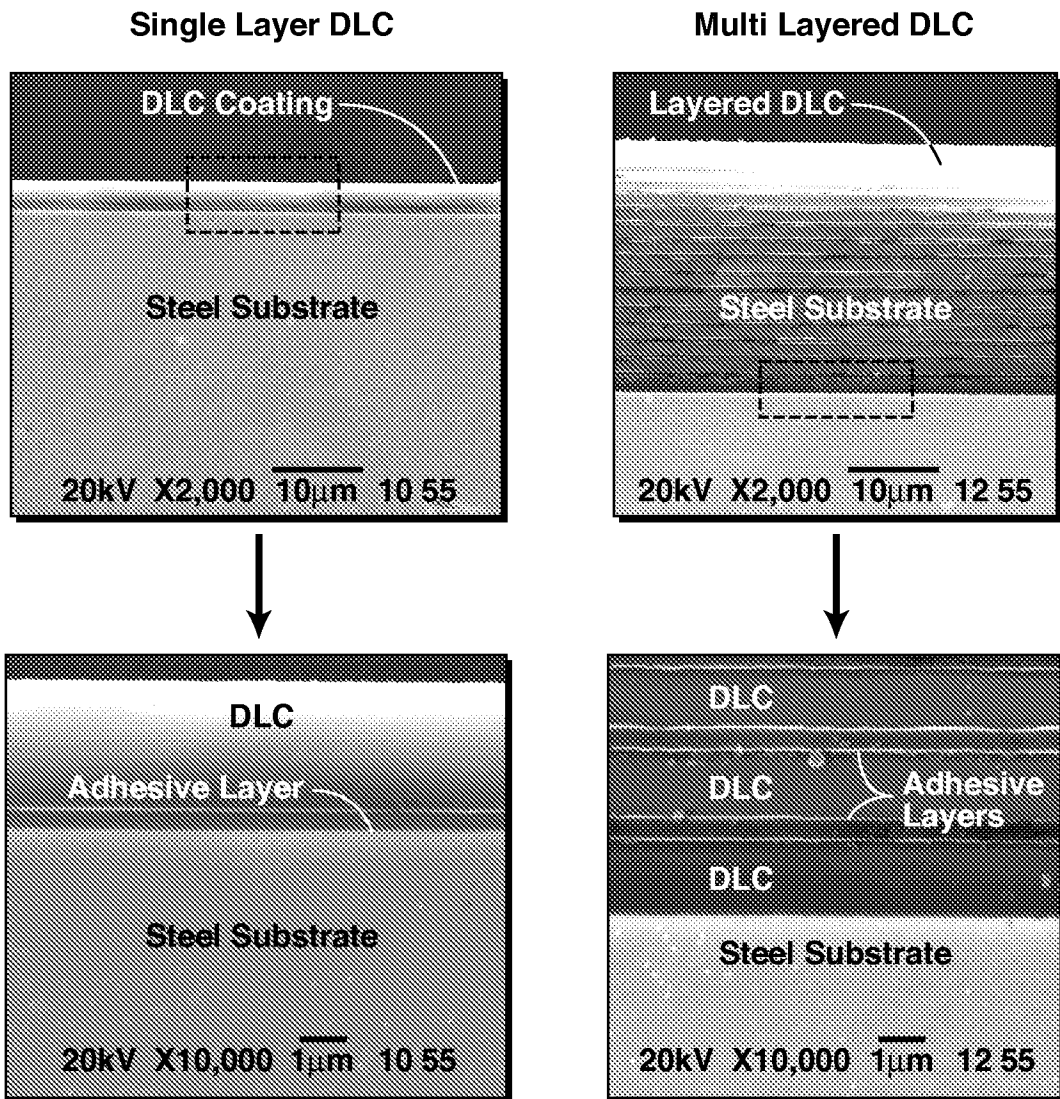 Single Layer DLC
Multi Layered DLC
DLC Coating
Steel Substrate
20kV X2,000 10μm 10 55
Layered DLC
Steel Substrate
20kV X2,000 10μm 12 55
DLC
Adhesive Layer
Steel Substrate
20kV X10,000 1μm 10 55
DLC
DLC
Adhesive
Layers
DLC
Steel Substrate
20kV X10,000 1μm 12 55